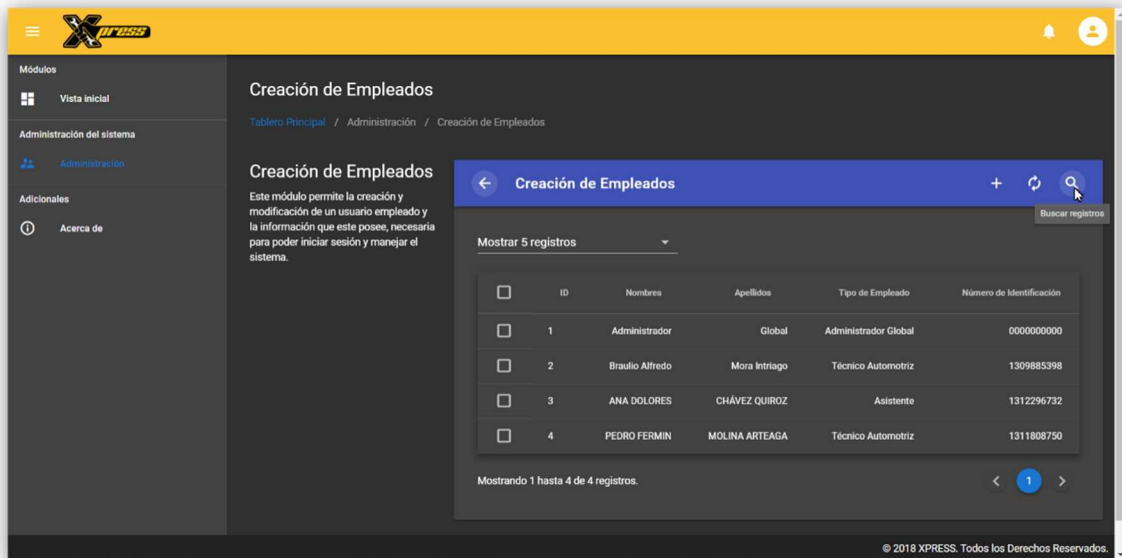 Xpress
Módulos
Vista inicial
Administración del sistema
Administración
Adicionales
Acerca de
Creación de Empleados
Tablero Principal / Administración / Creación de Empleados
Creación de Empleados
Este módulo permite la creación y
modificación de un usuario empleado y
la información que este posee, necesaria
para poder iniciar sesión y manejar el
sistema.
Creación de Empleados
Buscar registros
Mostrar 5 registros
ID Nombres Apellidos Tipo de Empleado Número de Identificación
1 Administrador Global Administrador Global 0000000000
2 Braulio Alfredo Mora Intriago Técnico Automotriz 1309885398
3 ANA DOLORES CHÁVEZ QUIROZ Asistente 1312296732
4 PEDRO FERMIN MOLINA ARTEAGA Técnico Automotriz 1311808750
Mostrando 1 hasta 4 de 4 registros.
1
© 2018 XPRESS. Todos los Derechos Reservados.